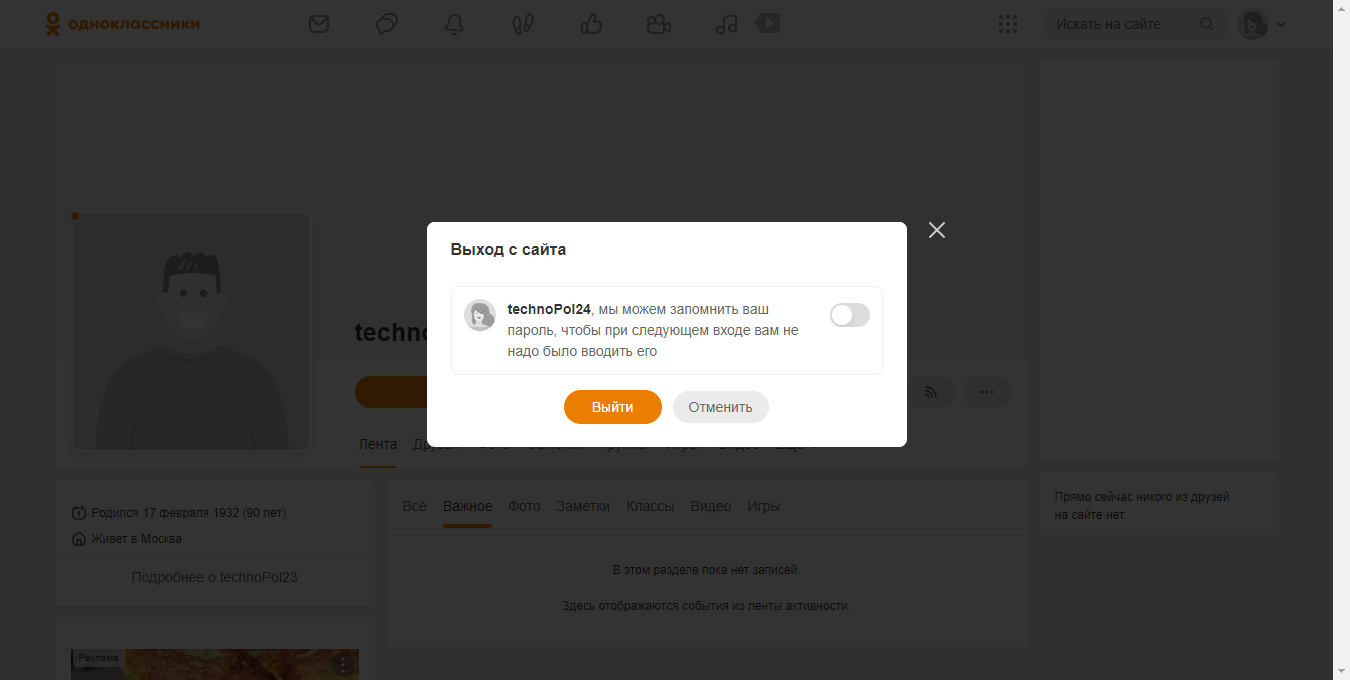 одноклассники
Искать на сайте
Выход с сайта
technoPol24, мы можем запомнить ваш
пароль, чтобы при следующем входе вам не
надо было вводить его
Выйти
Отменить
techno
Лента
Всё Важное Фото Заметки Классы Видео Игры
Родился 17 февраля 1932 (90 лет)
Живет в Москва
Подробнее о technoPol23
В этом разделе пока нет записей.
Здесь отображаются события из ленты активности.
Прямо сейчас никого из друзей
на сайте нет.
Реклама